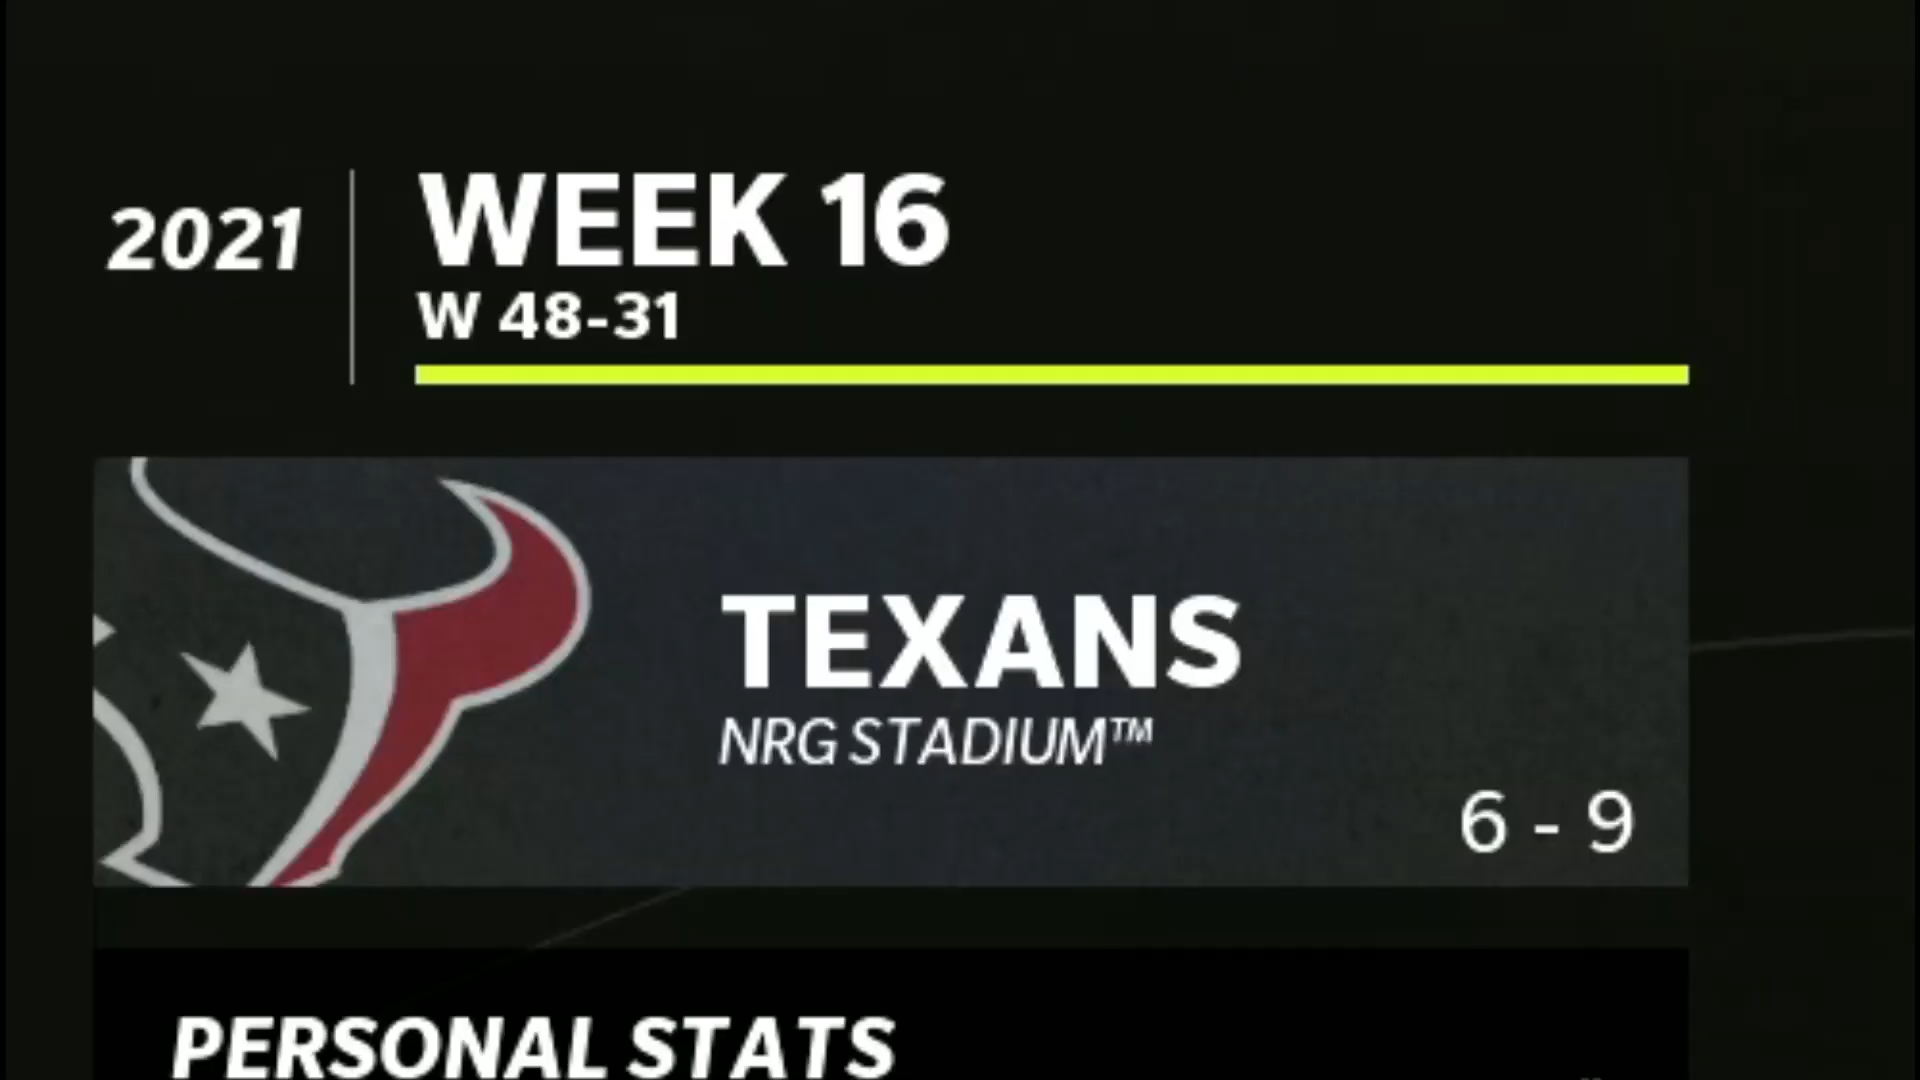 2021
WEEK 16
W 48-31
TEXANS
NRG STADIUM™
6 - 9
PERSONAL STATS